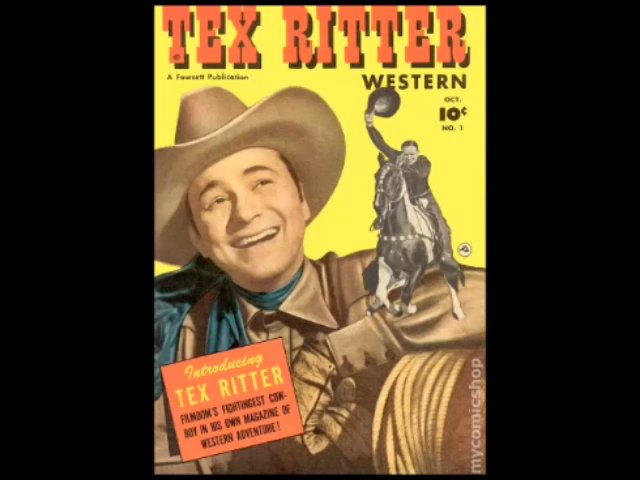 TEX RITTER
A Fawcett Publication
WESTERN
OCT.
10¢
NO. 1
Introducing
TEX RITTER
FILMDOM'S FIGHTINGEST COW-
BOY IN HIS OWN MAGAZINE OF
WESTERN ADVENTURE!
mycomicshop